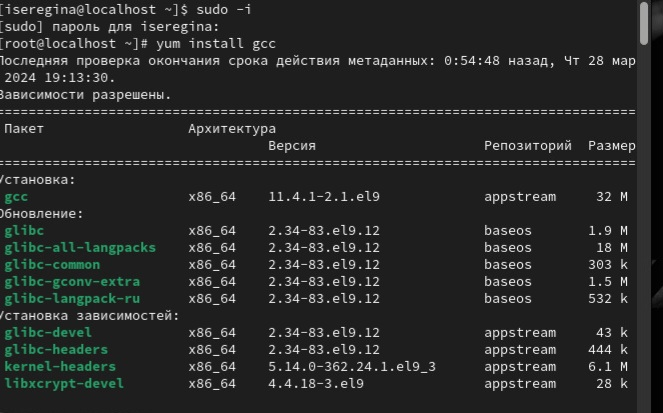 [iseregina@localhost ~]$ sudo -i
[sudo] пароль для iseregina:
[root@localhost ~]# yum install gcc
Последняя проверка окончания срока действия метаданных: 0:54:48 назад, Чт 28 мар
 2024 19:13:30.
Зависимости разрешены.
================================================================================
 Пакет Архитектура
 Версия Репозиторий Размер
================================================================================
Установка:
 gcc x86_64 11.4.1-2.1.el9 appstream 32 M
Обновление:
 glibc x86_64 2.34-83.el9.12 baseos 1.9 M
 glibc-all-langpacks x86_64 2.34-83.el9.12 baseos 18 M
 glibc-common x86_64 2.34-83.el9.12 baseos 303 k
 glibc-gconv-extra x86_64 2.34-83.el9.12 baseos 1.5 M
 glibc-langpack-ru x86_64 2.34-83.el9.12 baseos 532 k
Установка зависимостей:
 glibc-devel x86_64 2.34-83.el9.12 appstream 43 k
 glibc-headers x86_64 2.34-83.el9.12 appstream 444 k
 kernel-headers x86_64 5.14.0-362.24.1.el9_3 appstream 6.1 M
 libxcrypt-devel x86_64 4.4.18-3.el9 appstream 28 k